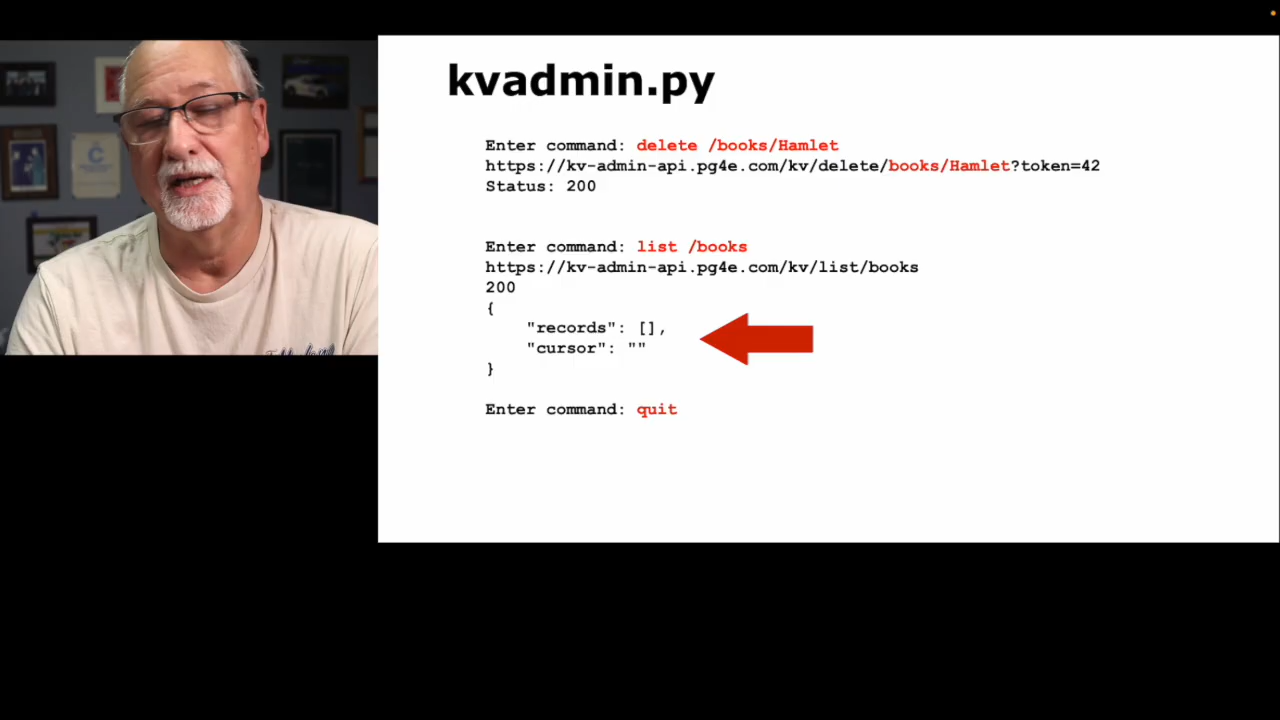 kvadmin.py
Enter command: delete /books/Hamlet
https://kv-admin-api.pg4e.com/kv/delete/books/Hamlet?token=42
Status: 200
Enter command: list /books
https://kv-admin-api.pg4e.com/kv/list/books
200
{
    "records": [],
    "cursor": ""
}
Enter command: quit